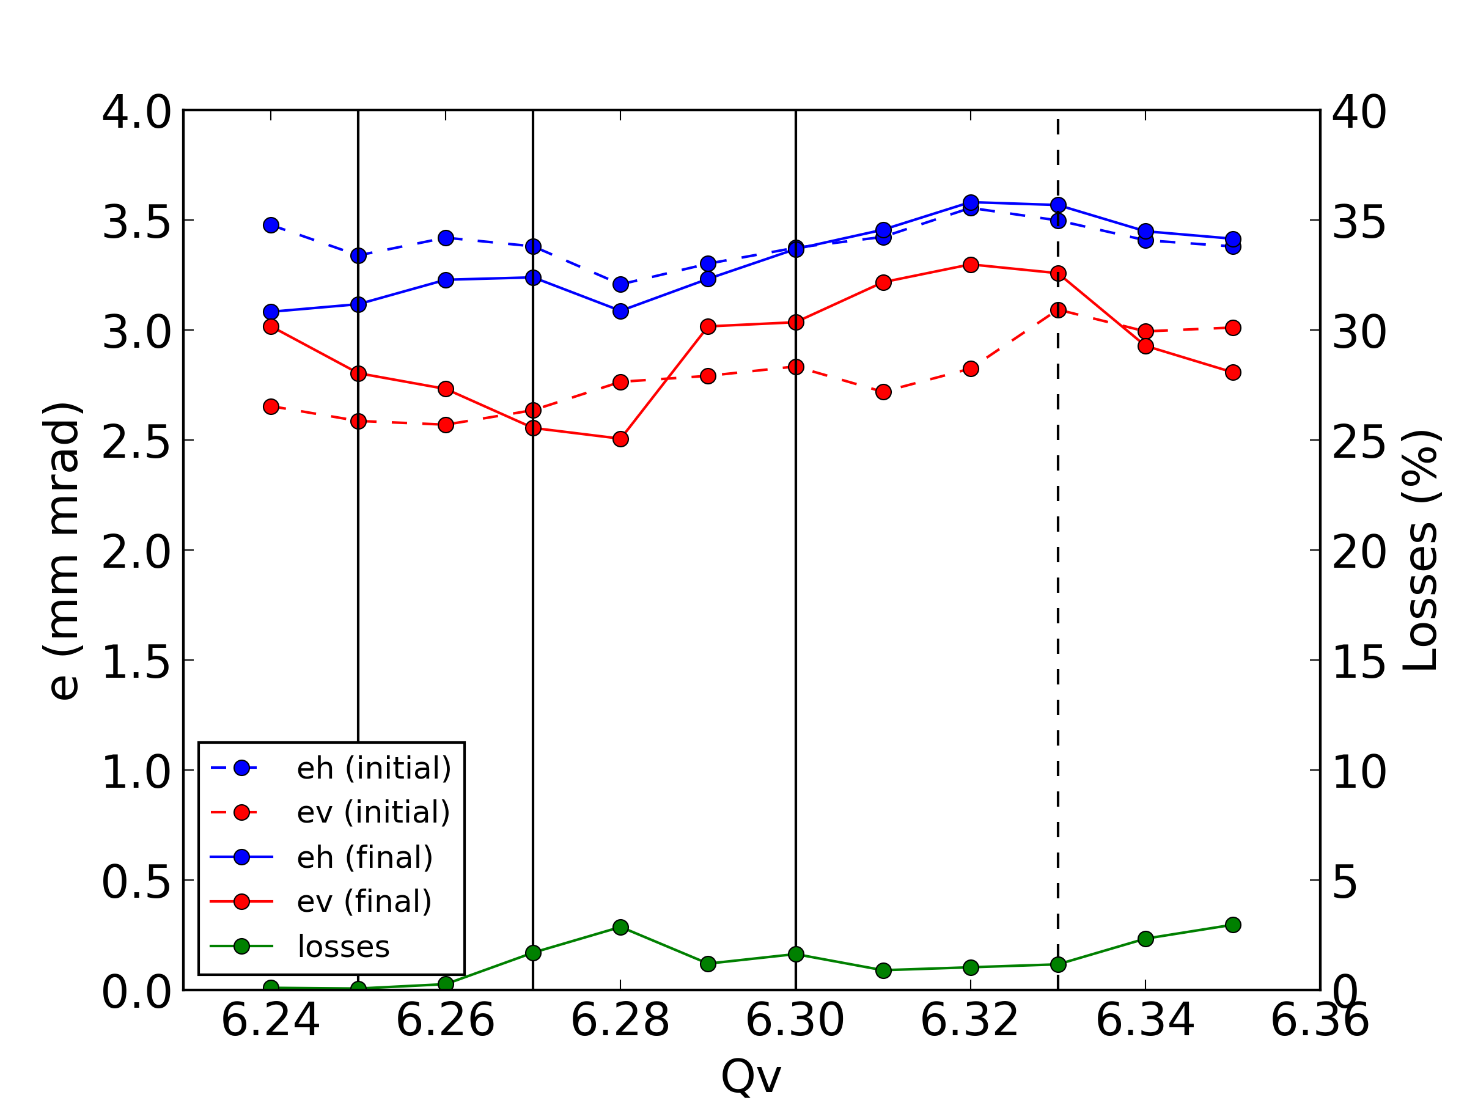 4.0
3.5
3.0
2.5
2.0
1.5
1.0
0.5
0.0
e (mm mrad)
40
35
30
25
20
15
10
5
0
Losses (%)
eh (initial)
ev (initial)
eh (final)
ev (final)
losses
6.24 6.26 6.28 6.30 6.32 6.34 6.36
Qv